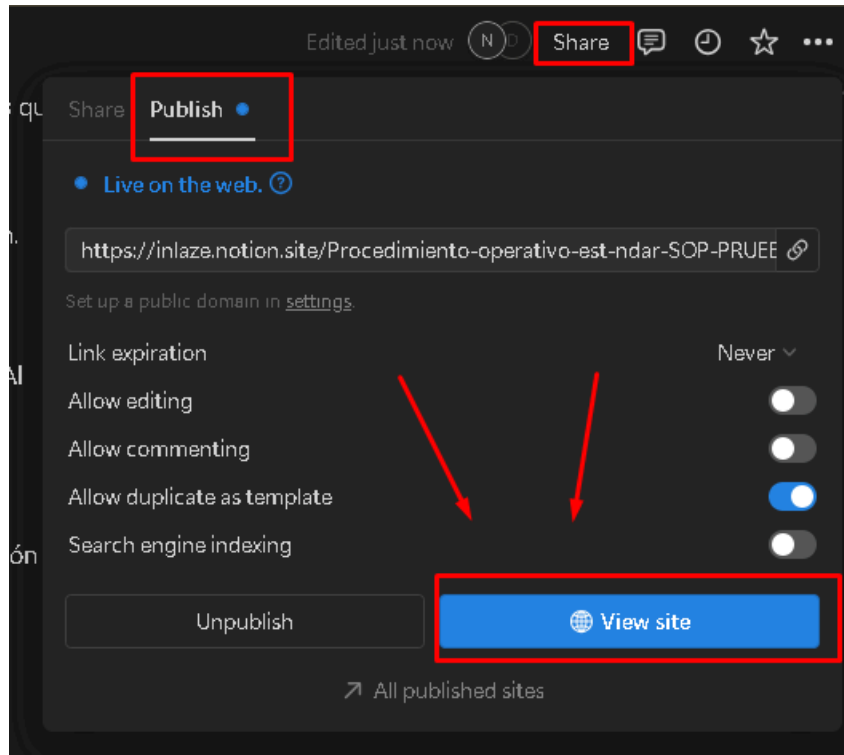 Edited just now N D Share
Share Publish
Live on the web.
https://inlaze.notion.site/Procedimiento-operativo-est-ndar-SOP-PRUEE
Set up a public domain in settings.
Link expiration Never
Allow editing
Allow commenting
Allow duplicate as template
Search engine indexing
ón
Unpublish View site
All published sites